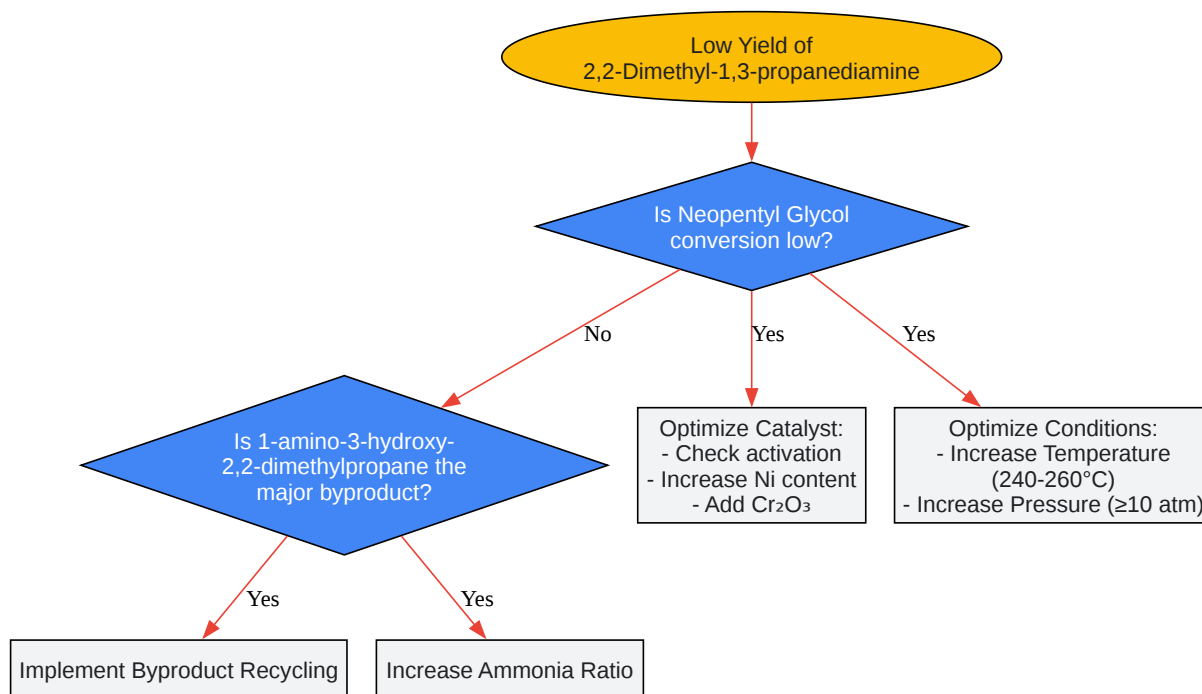 Low Yield of
2,2-Dimethyl-1,3-propanediamine
Is Neopentyl Glycol
conversion low?
No
Yes
Yes
Is 1-amino-3-hydroxy-
2,2-dimethylpropane the
major byproduct?
Optimize Catalyst:
- Check activation
- Increase Ni content
- Add Cr₂O₃
Optimize Conditions:
- Increase Temperature
(240-260°C)
- Increase Pressure (≥10 atm)
Yes
Yes
Implement Byproduct Recycling
Increase Ammonia Ratio